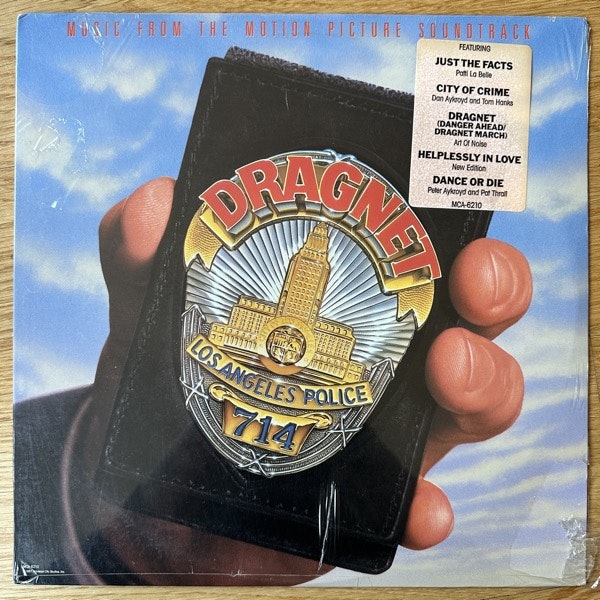 MUSIC FROM THE MOTION PICTURE SOUNDTRACK
FEATURING
JUST THE FACTS
Patti La Belle
CITY OF CRIME
Dan Aykroyd and Tom Hanks
DRAGNET
(DANGER AHEAD/
DRAGNET MARCH)
Art Of Noise
HELPLESSLY IN LOVE
New Edition
DANCE OR DIE
Peter Aykroyd and Pat Thrall
MCA-6210
DRAGNET
LOS ANGELES POLICE
714
MCA-6210